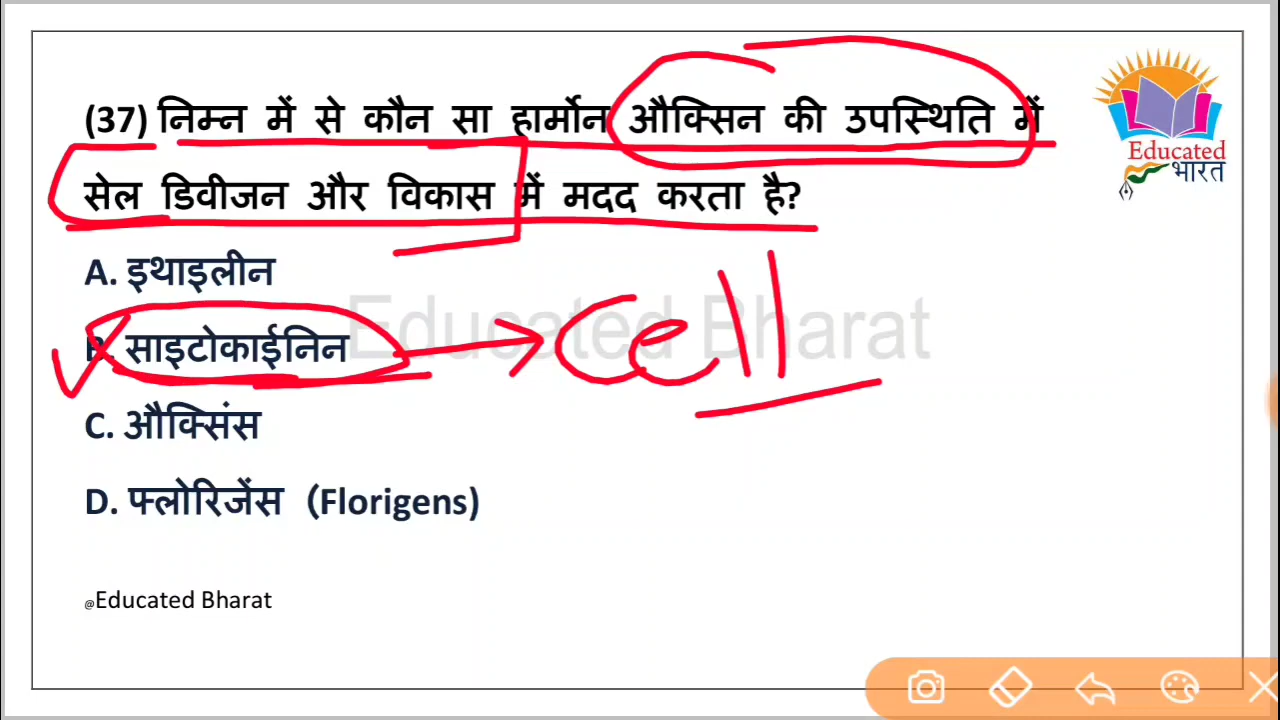 (37) निम्न में से कौन सा हार्मोन औक्सिन की उपस्थिति में
सेल डिवीजन और विकास में मदद करता है?
A. इथाइलीन
B. साइटोकाईनिन
C. औक्सिंस
D. फ्लोरिजेंस (Florigens)
@Educated Bharat
Cell
Educated Bharat
Educated
भारत